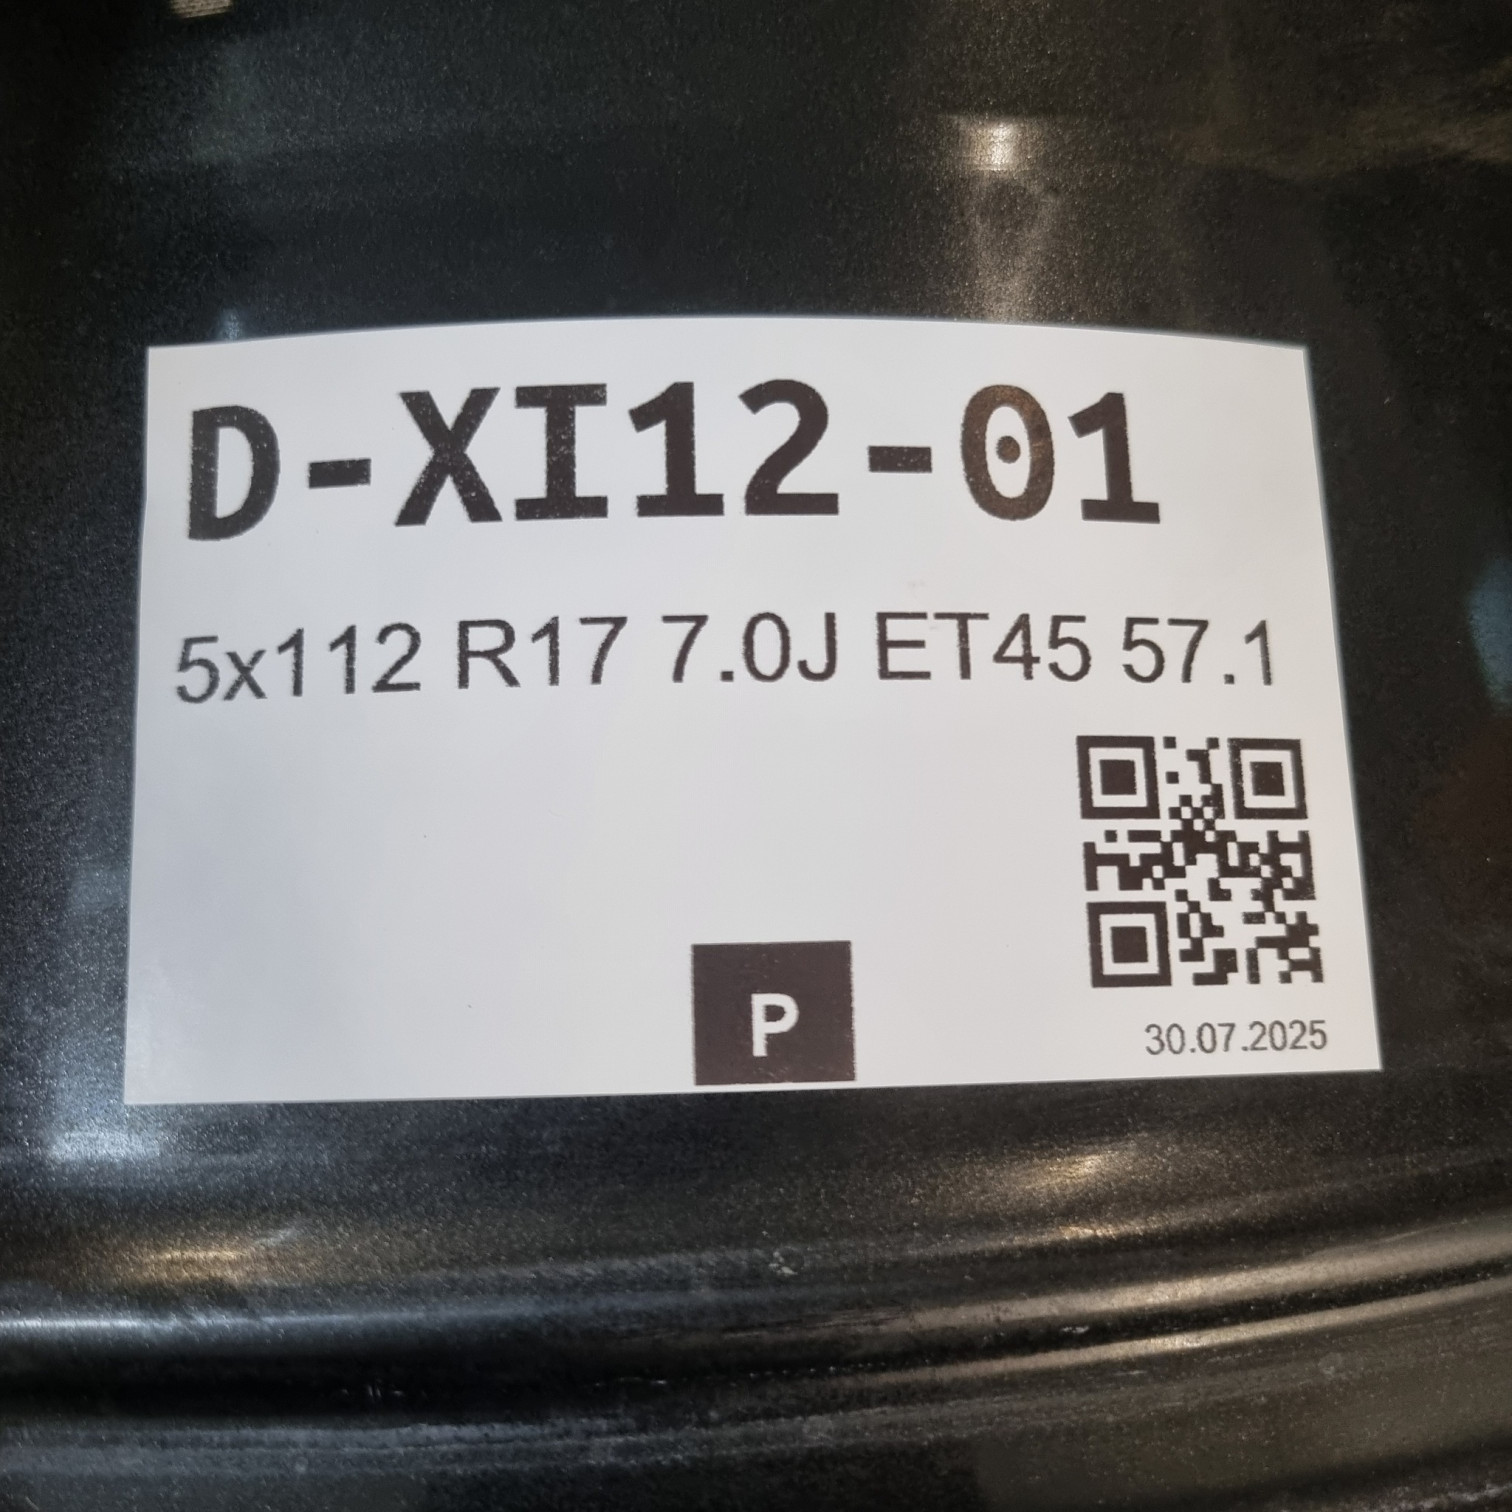 D-XI12-01
5x112 R17 7.0J ET45 57.1
P
30.07.2025